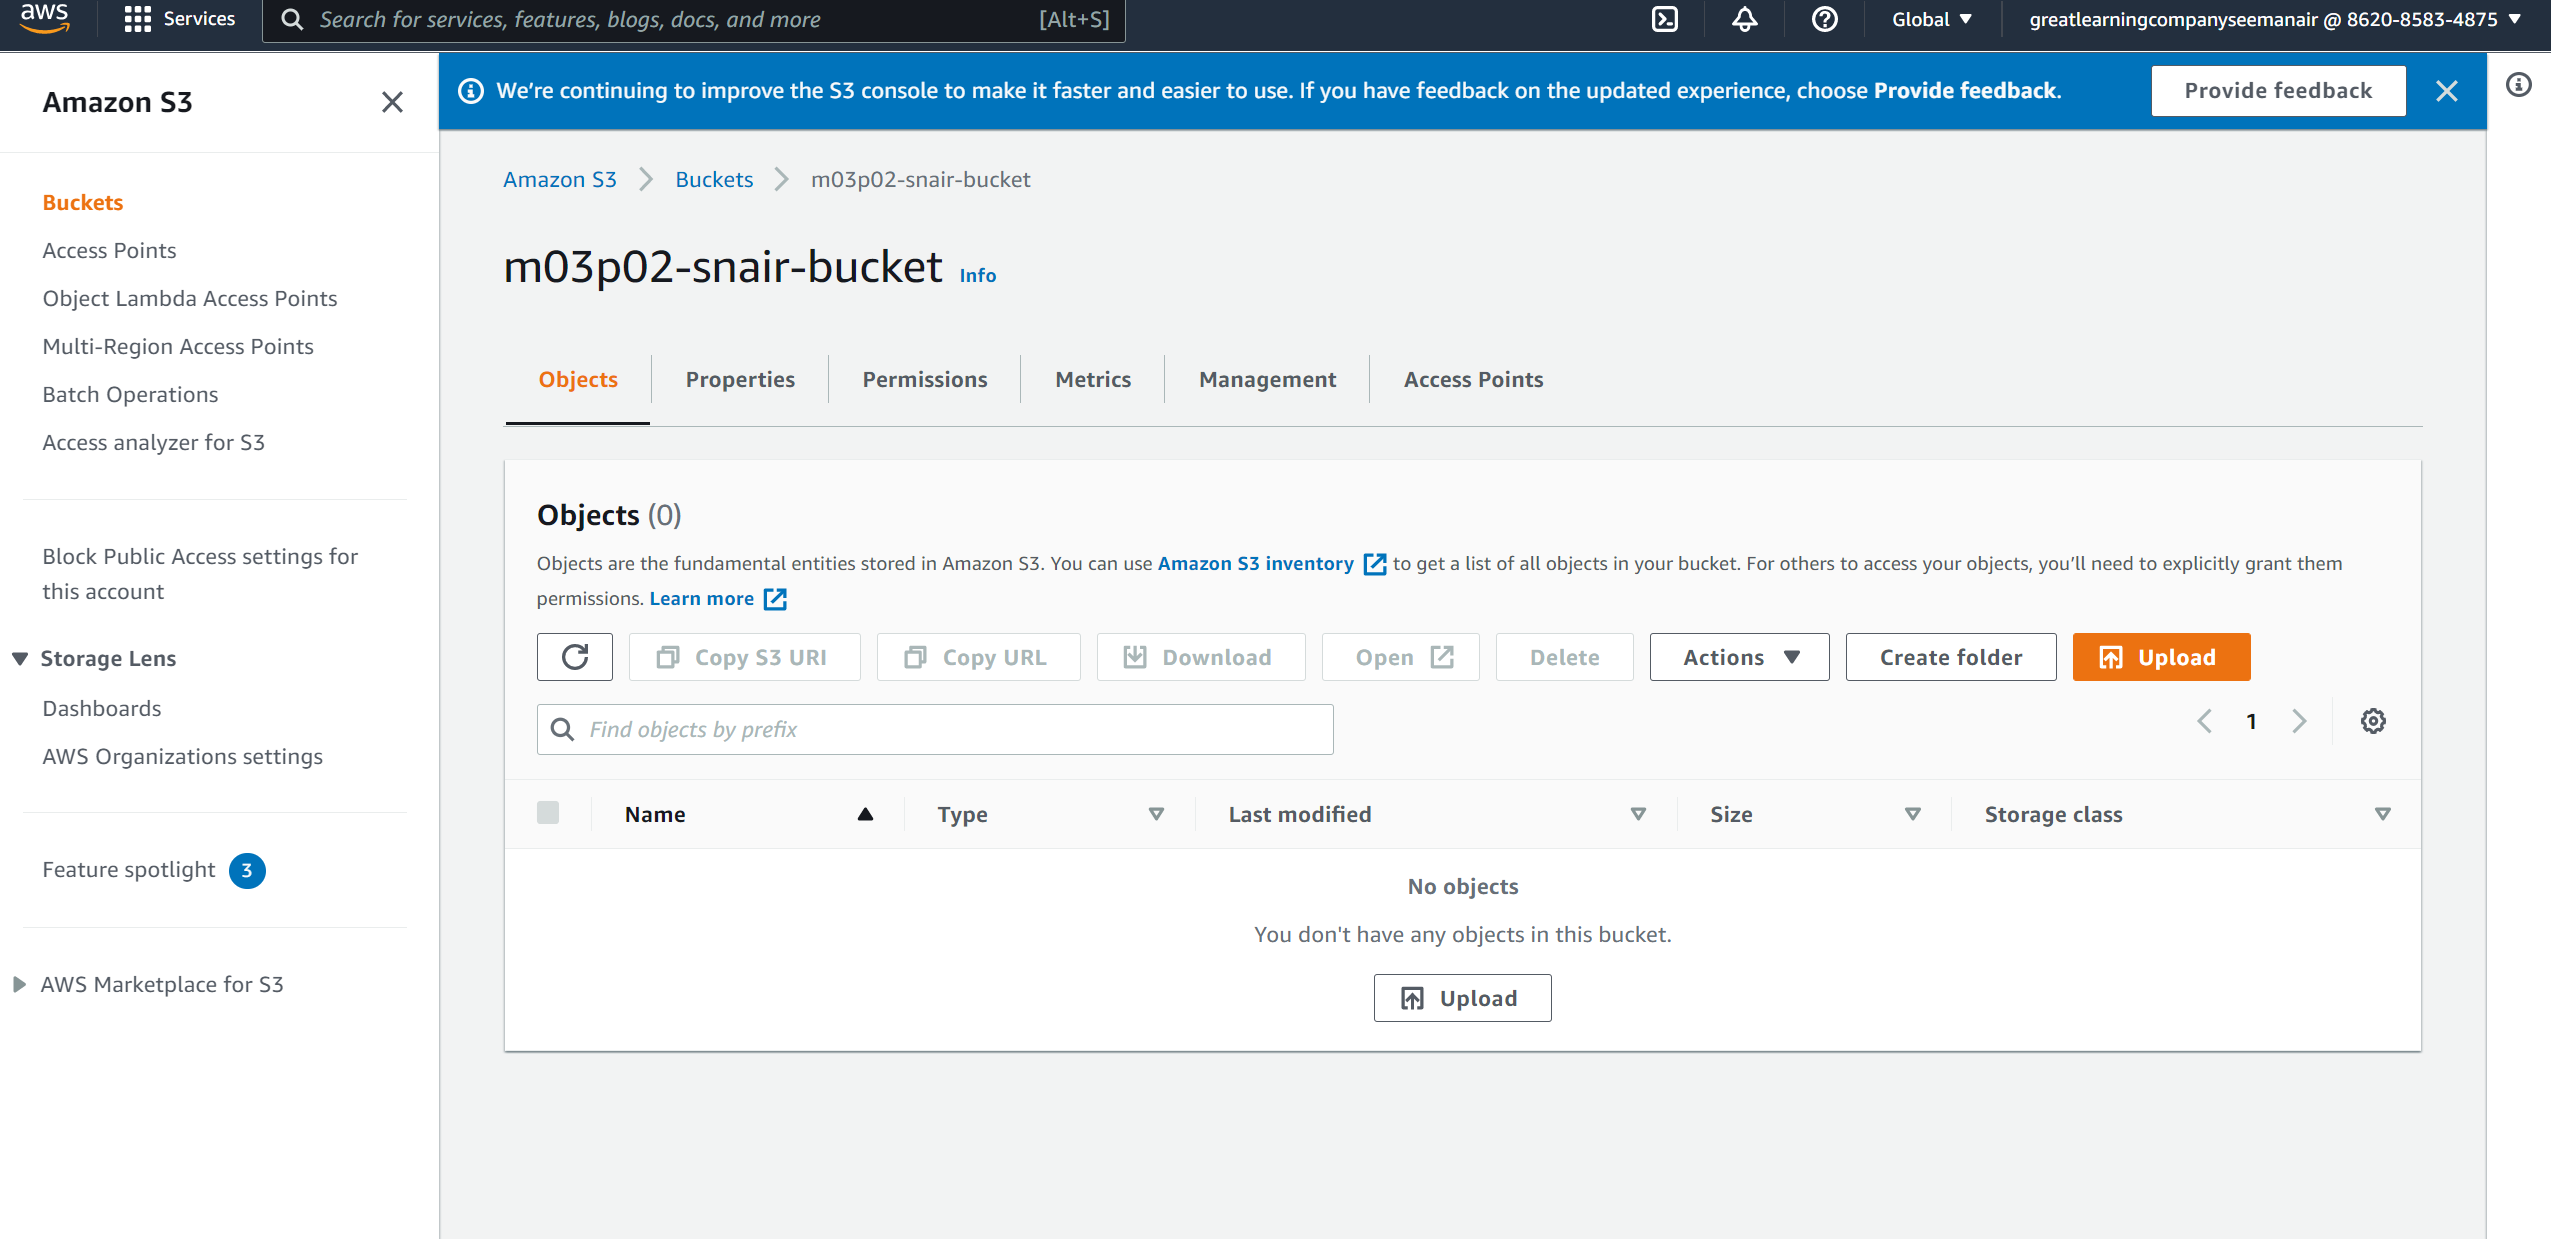 aws
Services
Search for services, features, blogs, docs, and more [Alt+S]
Global
greatlearningcompanyseemanair @ 8620-8583-4875
Amazon S3
Buckets
Access Points
Object Lambda Access Points
Multi-Region Access Points
Batch Operations
Access analyzer for S3
Block Public Access settings for
this account
Storage Lens
Dashboards
AWS Organizations settings
Feature spotlight 3
AWS Marketplace for S3
We're continuing to improve the S3 console to make it faster and easier to use. If you have feedback on the updated experience, choose Provide feedback.
Provide feedback
Amazon S3 Buckets m03p02-snair-bucket
m03p02-snair-bucket Info
Objects Properties Permissions Metrics Management Access Points
Objects (0)
Objects are the fundamental entities stored in Amazon S3. You can use Amazon S3 inventory to get a list of all objects in your bucket. For others to access your objects, you'll need to explicitly grant them
permissions. Learn more
Copy S3 URI Copy URL Download Open Delete Actions Create folder Upload
Find objects by prefix
1
Name Type Last modified Size Storage class
No objects
You don't have any objects in this bucket.
Upload